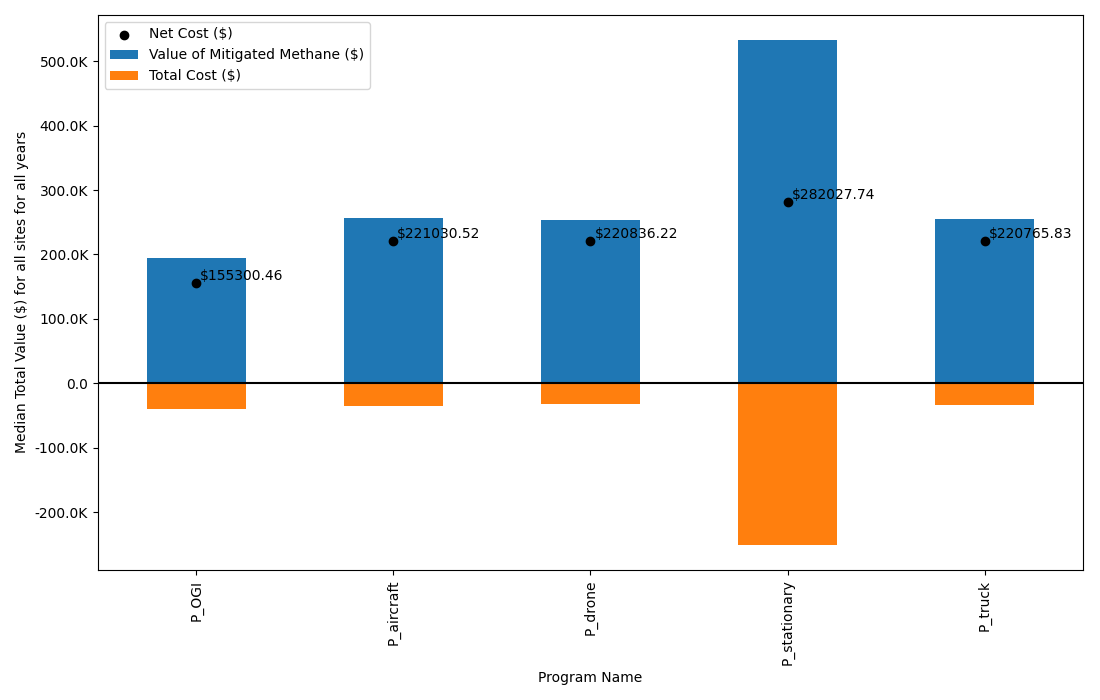 Net Cost ($)
Value of Mitigated Methane ($)
Total Cost ($)
Median Total Value ($) for all sites for all years
500.0K
400.0K
300.0K
200.0K
100.0K
0.0
-100.0K
-200.0K
$155300.46
$221030.52
$220836.22
$282027.74
$220765.83
P_OGI
P_aircraft
P_drone
P_stationary
P_truck
Program Name